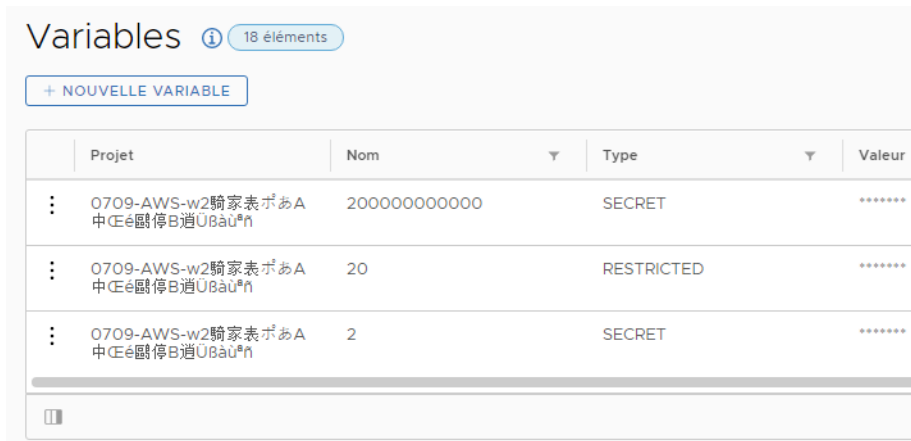 Variables 18 éléments
+ NOUVELLE VARIABLE
Projet Nom Type Valeur
0709-AWS-w2騎家表ポあA 200000000000 SECRET *******
中Œé鷗停B逍Üßàùªñ
0709-AWS-w2騎家表ポあA 20 RESTRICTED *******
中Œé鷗停B逍Üßàùªñ
0709-AWS-w2騎家表ポあA 2 SECRET *******
中Œé鷗停B逍Üßàùªñ